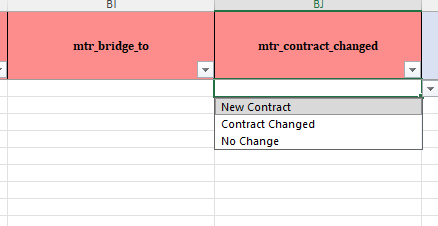 BI BJ
mtr_bridge_to mtr_contract_changed
New Contract
Contract Changed
No Change